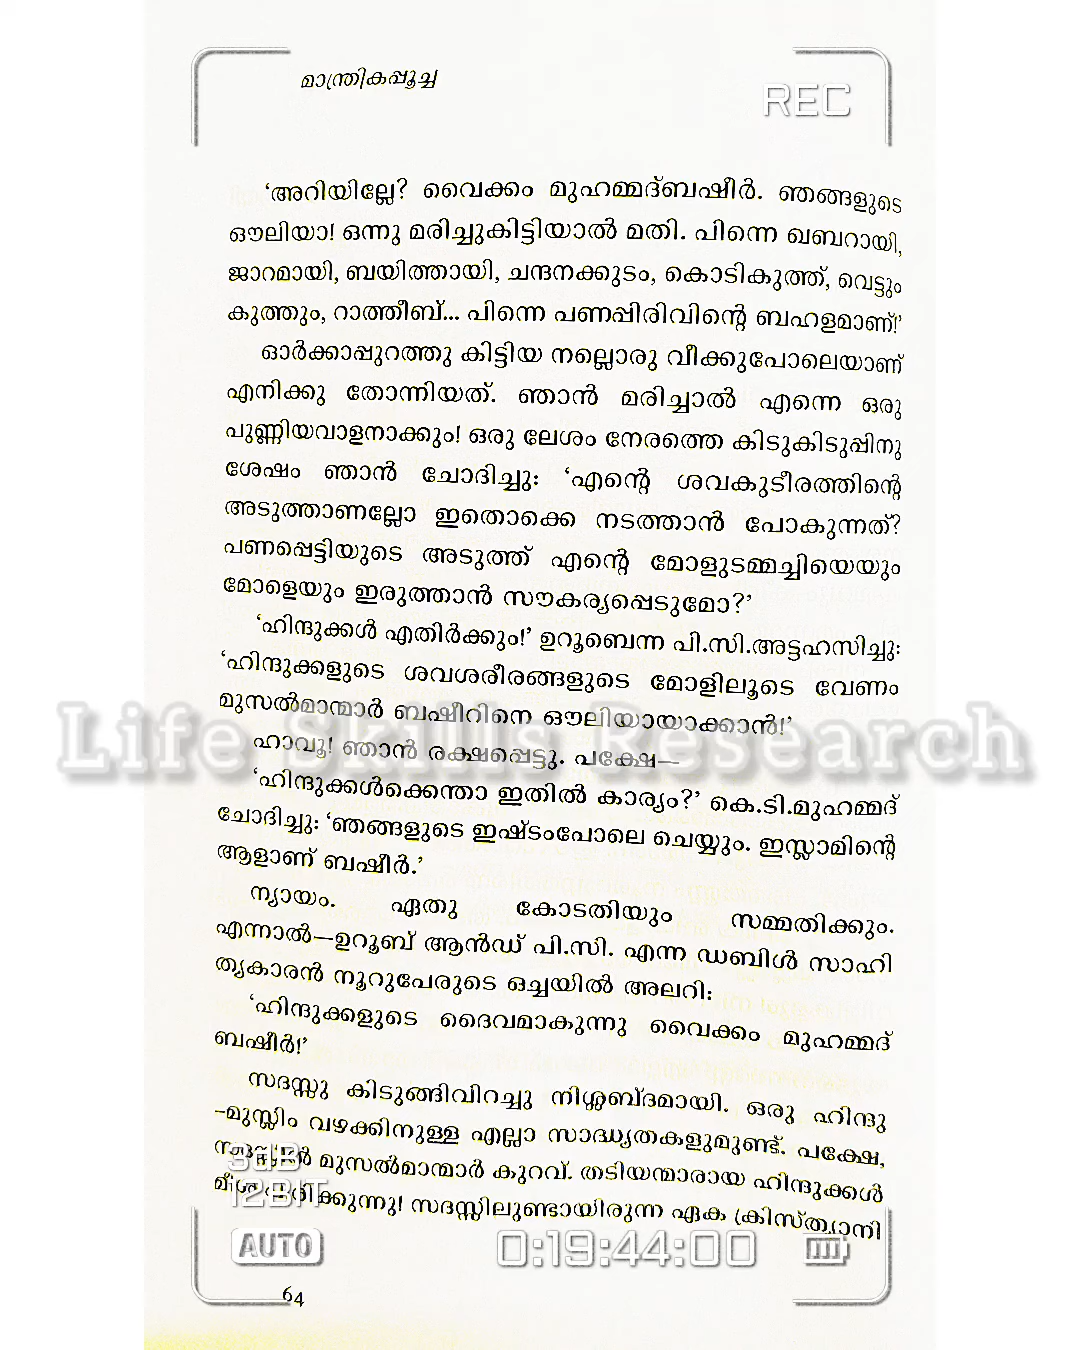 മാന്ത്രികപ്പൂച്ച
REC
‘അറിയില്ലേ? വൈക്കം മുഹമ്മദ്ബഷീർ. ഞങ്ങളുടെ
ഔലിയാ! ഒന്നു മരിച്ചുകിട്ടിയാൽ മതി. പിന്നെ ഖബറായി,
ജാറമായി, ബയിത്തായി, ചന്ദനക്കുടം, കൊടികുത്ത്, വെട്ടും
കുത്തും, റാത്തീബ്... പിന്നെ പണപ്പിരിവിന്റെ ബഹളമാണ്!’
ഓർക്കാപ്പുറത്തു കിട്ടിയ നല്ലൊരു വീക്കുപോലെയാണ്
എനിക്കു തോന്നിയത്. ഞാൻ മരിച്ചാൽ എന്നെ ഒരു
പുണ്ണിയവാളനാക്കും! ഒരു ലേശം നേരത്തെ കിടുകിടുപ്പിനു
ശേഷം ഞാൻ ചോദിച്ചു: ‘എന്റെ ശവകുടീരത്തിന്റെ
അടുത്താണല്ലോ ഇതൊക്കെ നടത്താൻ പോകുന്നത്?
പണപ്പെട്ടിയുടെ അടുത്ത് എന്റെ മോളുടമ്മച്ചിയെയും
മോളെയും ഇരുത്താൻ സൗകര്യപ്പെടുമോ?’
‘ഹിന്ദുക്കൾ എതിർക്കും!’ ഉറൂബെന്ന പി.സി.അട്ടഹസിച്ചു:
‘ഹിന്ദുക്കളുടെ ശവശരീരങ്ങളുടെ മോളിലൂടെ വേണം
മുസൽമാന്മാർ ബഷീറിനെ ഔലിയായാക്കാൻ!’
Life Skills Research
ഹാവൂ! ഞാൻ രക്ഷപ്പെട്ടു. പക്ഷേ—
‘ഹിന്ദുക്കൾക്കെന്താ ഇതിൽ കാര്യം?’ കെ.ടി.മുഹമ്മദ്
ചോദിച്ചു: ‘ഞങ്ങളുടെ ഇഷ്ടംപോലെ ചെയ്യും. ഇസ്ലാമിന്റെ
ആളാണ് ബഷീർ.’
ന്യായം. ഏതു കോടതിയും സമ്മതിക്കും.
എന്നാൽ—ഉറൂബ് ആൻഡ് പി.സി. എന്ന ഡബിൾ സാഹി
ത്യകാരൻ നൂറുപേരുടെ ഒച്ചയിൽ അലറി:
‘ഹിന്ദുക്കളുടെ ദൈവമാകുന്നു വൈക്കം മുഹമ്മദ്
ബഷീർ!’
സദസ്സു കിടുങ്ങിവിറച്ചു നിശ്ശബ്ദമായി. ഒരു ഹിന്ദു
-മുസ്ലിം വഴക്കിനുള്ള എല്ലാ സാദ്ധ്യതകളുമുണ്ട്. പക്ഷേ,
മുസൽമാന്മാർ കുറവ്. തടിയന്മാരായ ഹിന്ദുക്കൾ
സദസ്സിലുണ്ടായിരുന്ന ഏക ക്രിസ്ത്യാനി
3dB
12BIT
AUTO
0:19:44:00
64